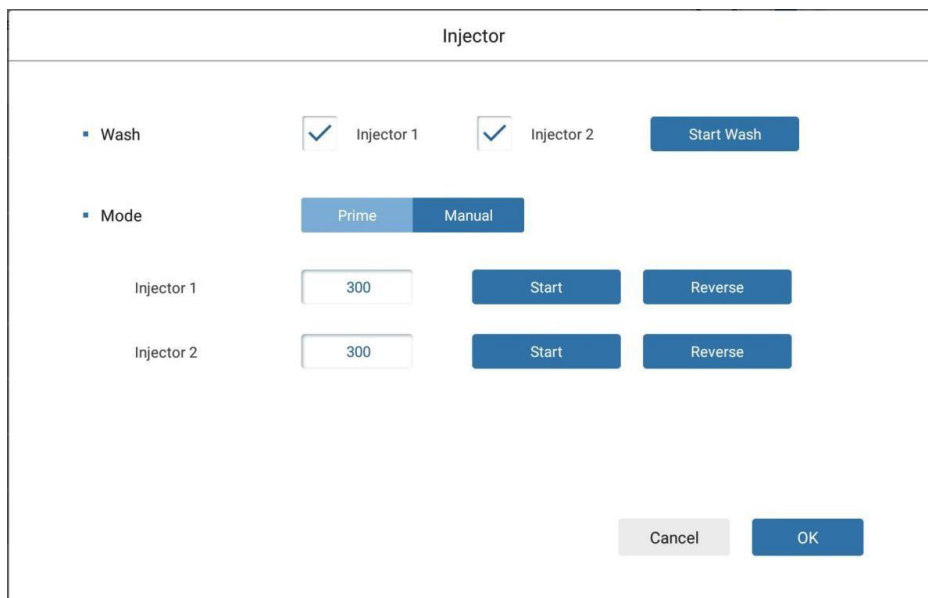 Injector
Wash Injector 1 Injector 2 Start Wash
Mode Prime Manual
Injector 1 300 Start Reverse
Injector 2 300 Start Reverse
Cancel OK